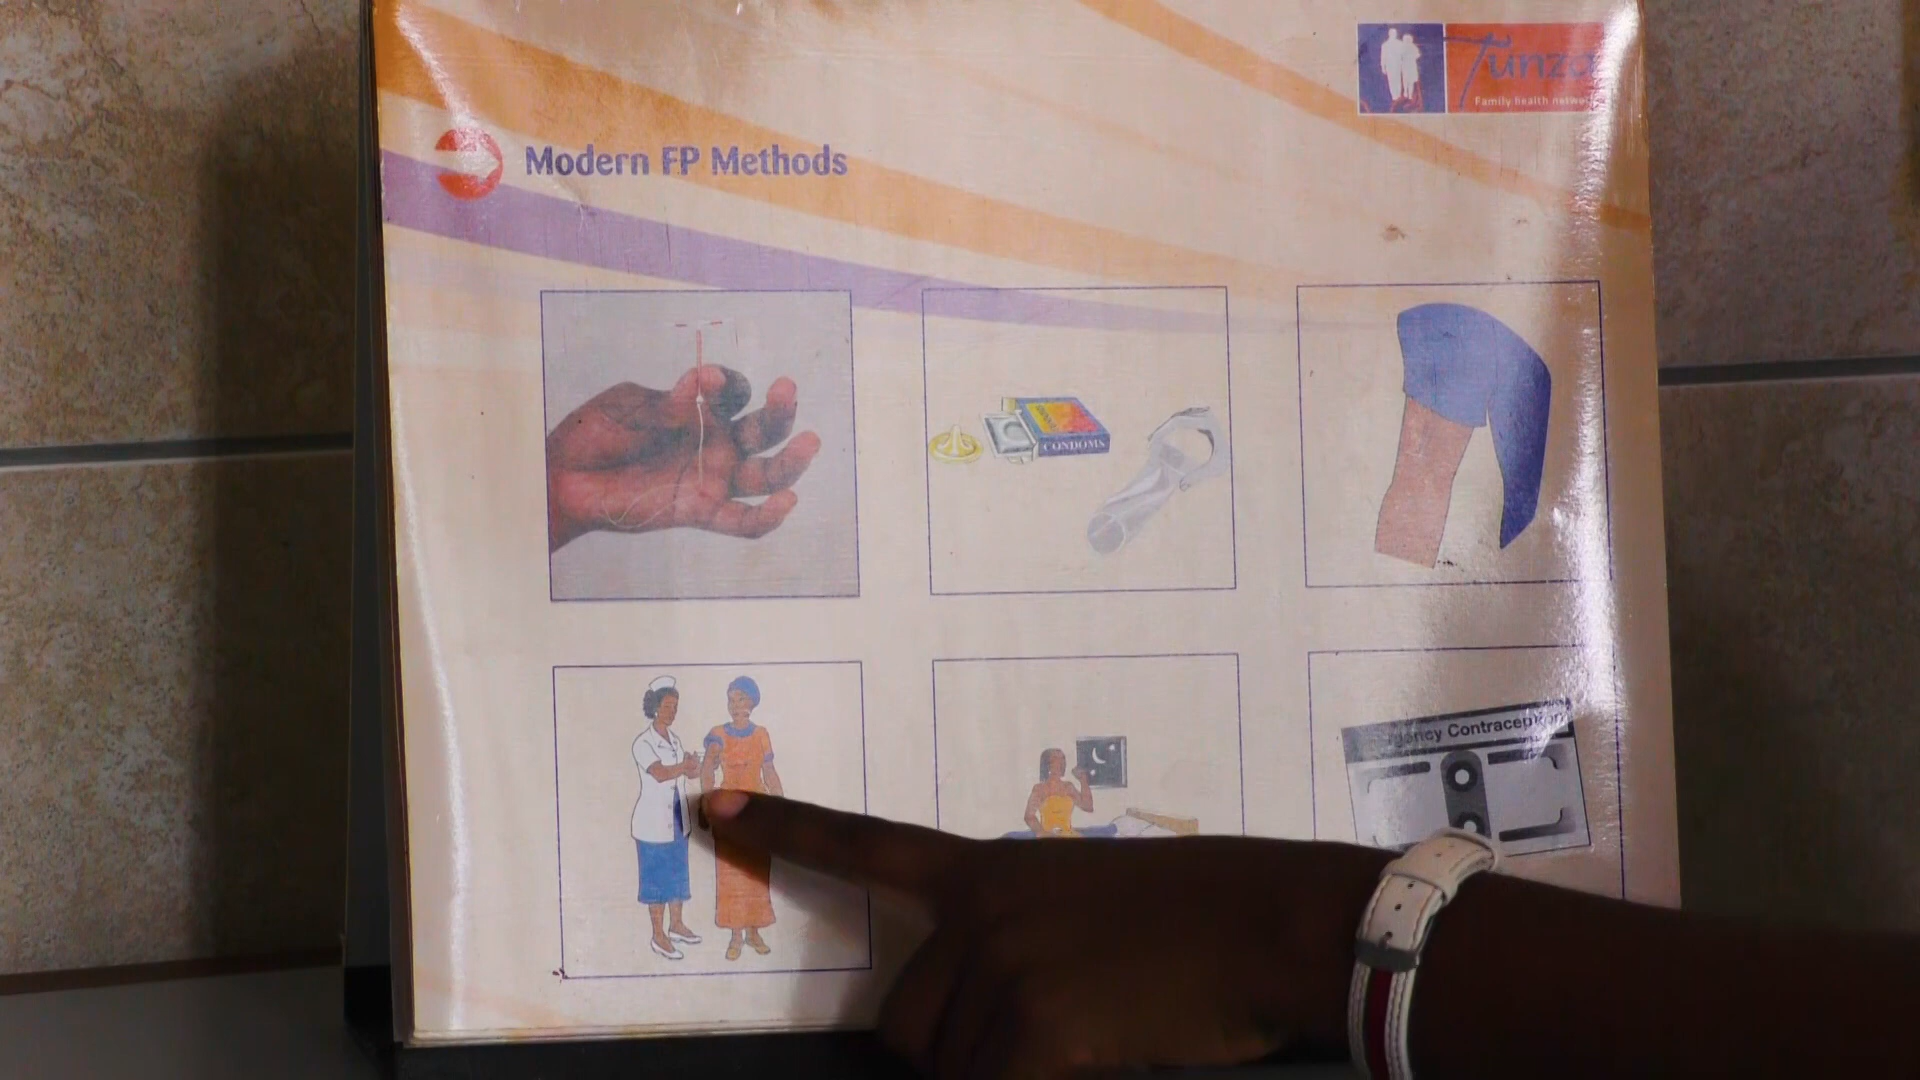 Tunza
Family health network
Modern FP Methods
CONDOMS
Contraception